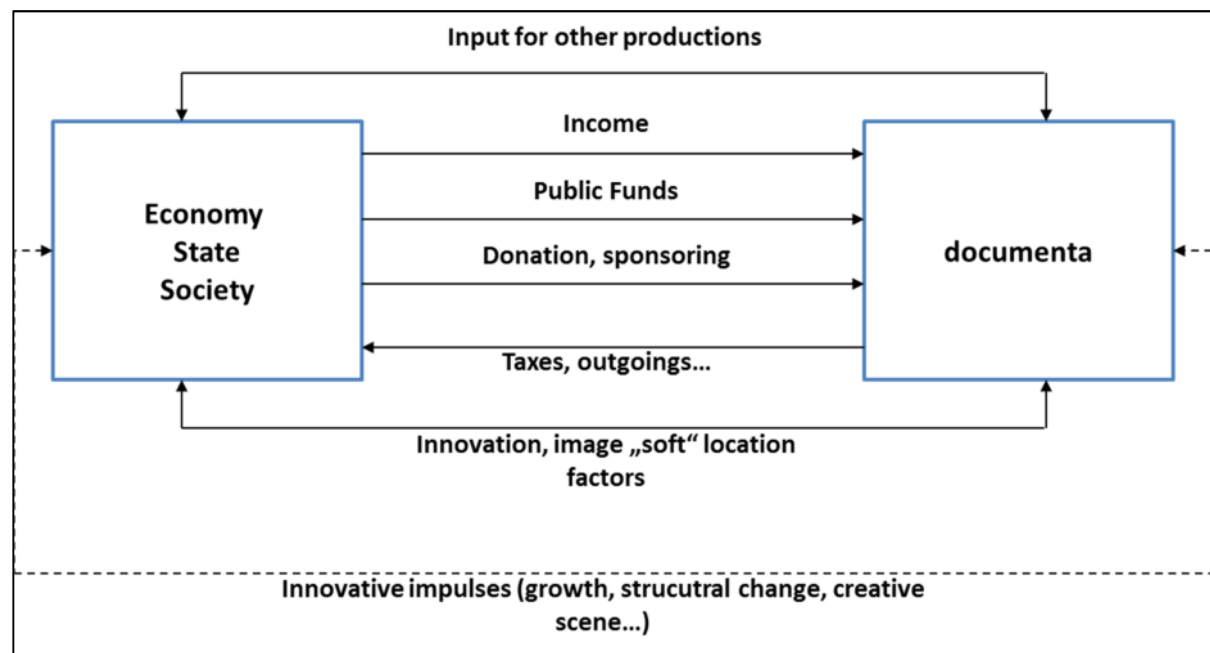 Input for other productions
Income
Public Funds
Economy
State
Society
Donation, sponsoring
documenta
Taxes, outgoings...
Innovation, image „soft“ location
factors
Innovative impulses (growth, strucutral change, creative
scene...)